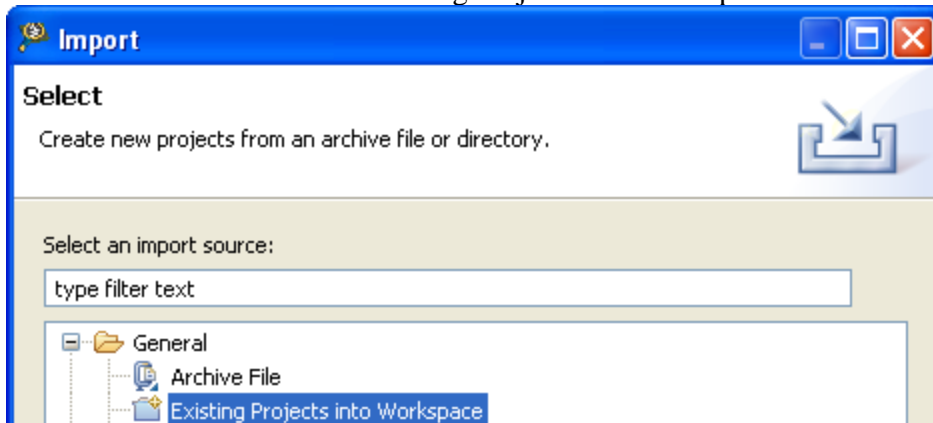 Import
Select
Create new projects from an archive file or directory.
Select an import source:
type filter text
General
Archive File
Existing Projects into Workspace